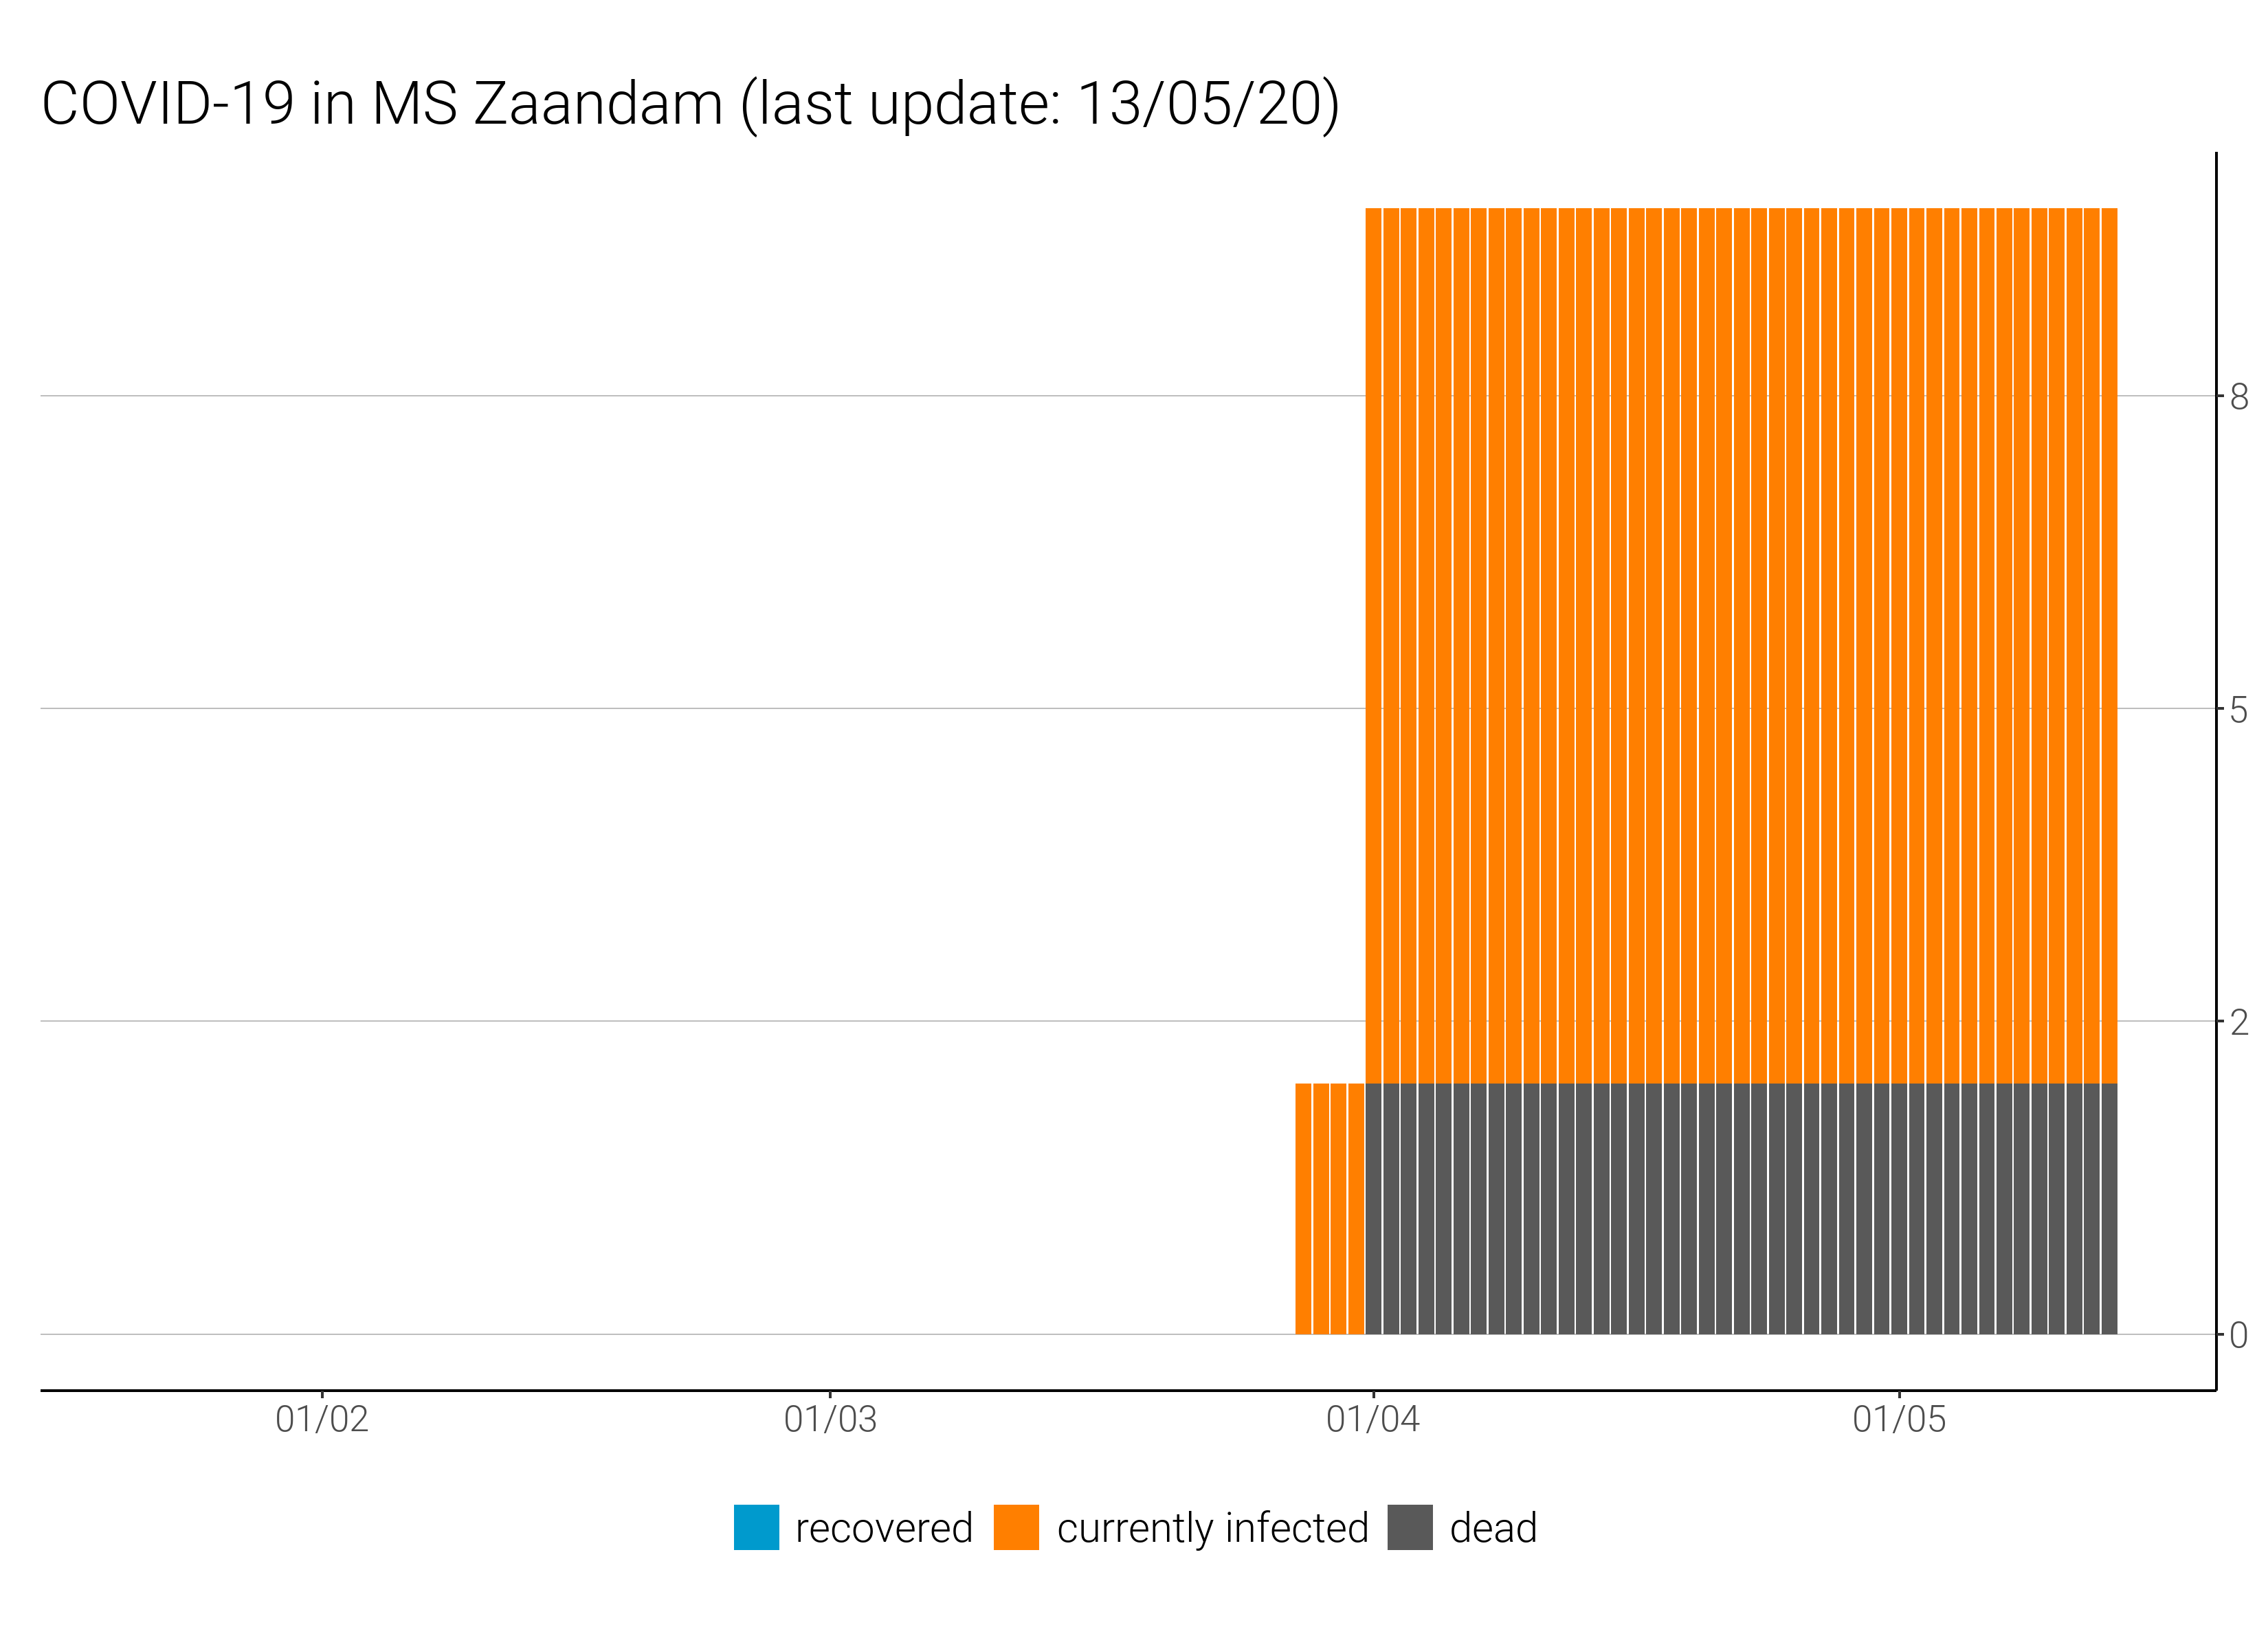 COVID-19 in MS Zaandam (last update: 13/05/20)
8
5
2
0
01/02 01/03 01/04 01/05
recovered currently infected dead